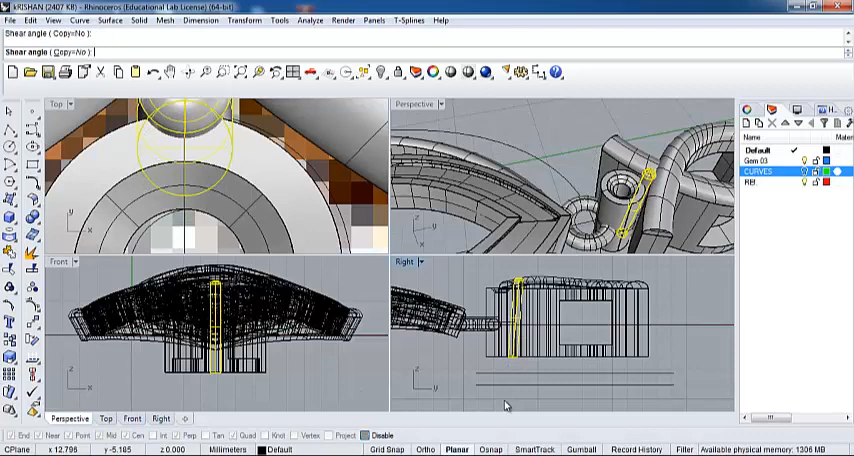 kRISHAN (2407 KB) - Rhinoceros (Educational Lab License) (64-bit)
File Edit View Curve Surface Solid Mesh Dimension Transform Tools Analyze Render Panels T-Splines Help
Shear angle ( Copy=No ):
Shear angle ( Copy=No ):
Top
Perspective
Name Mater
Default
Gem 03
CURVES
y
x
Front
Right
z
x
z
y
Perspective Top Front Right
End Near Point Mid Cen Int Perp Tan Quad Knot Vertex Project Disable
CPlane x 12.796 y -5.185 z 0.000 Millimeters Default Grid Snap Ortho Planar Osnap SmartTrack Gumball Record History Filter Available physical memory: 1306 MB